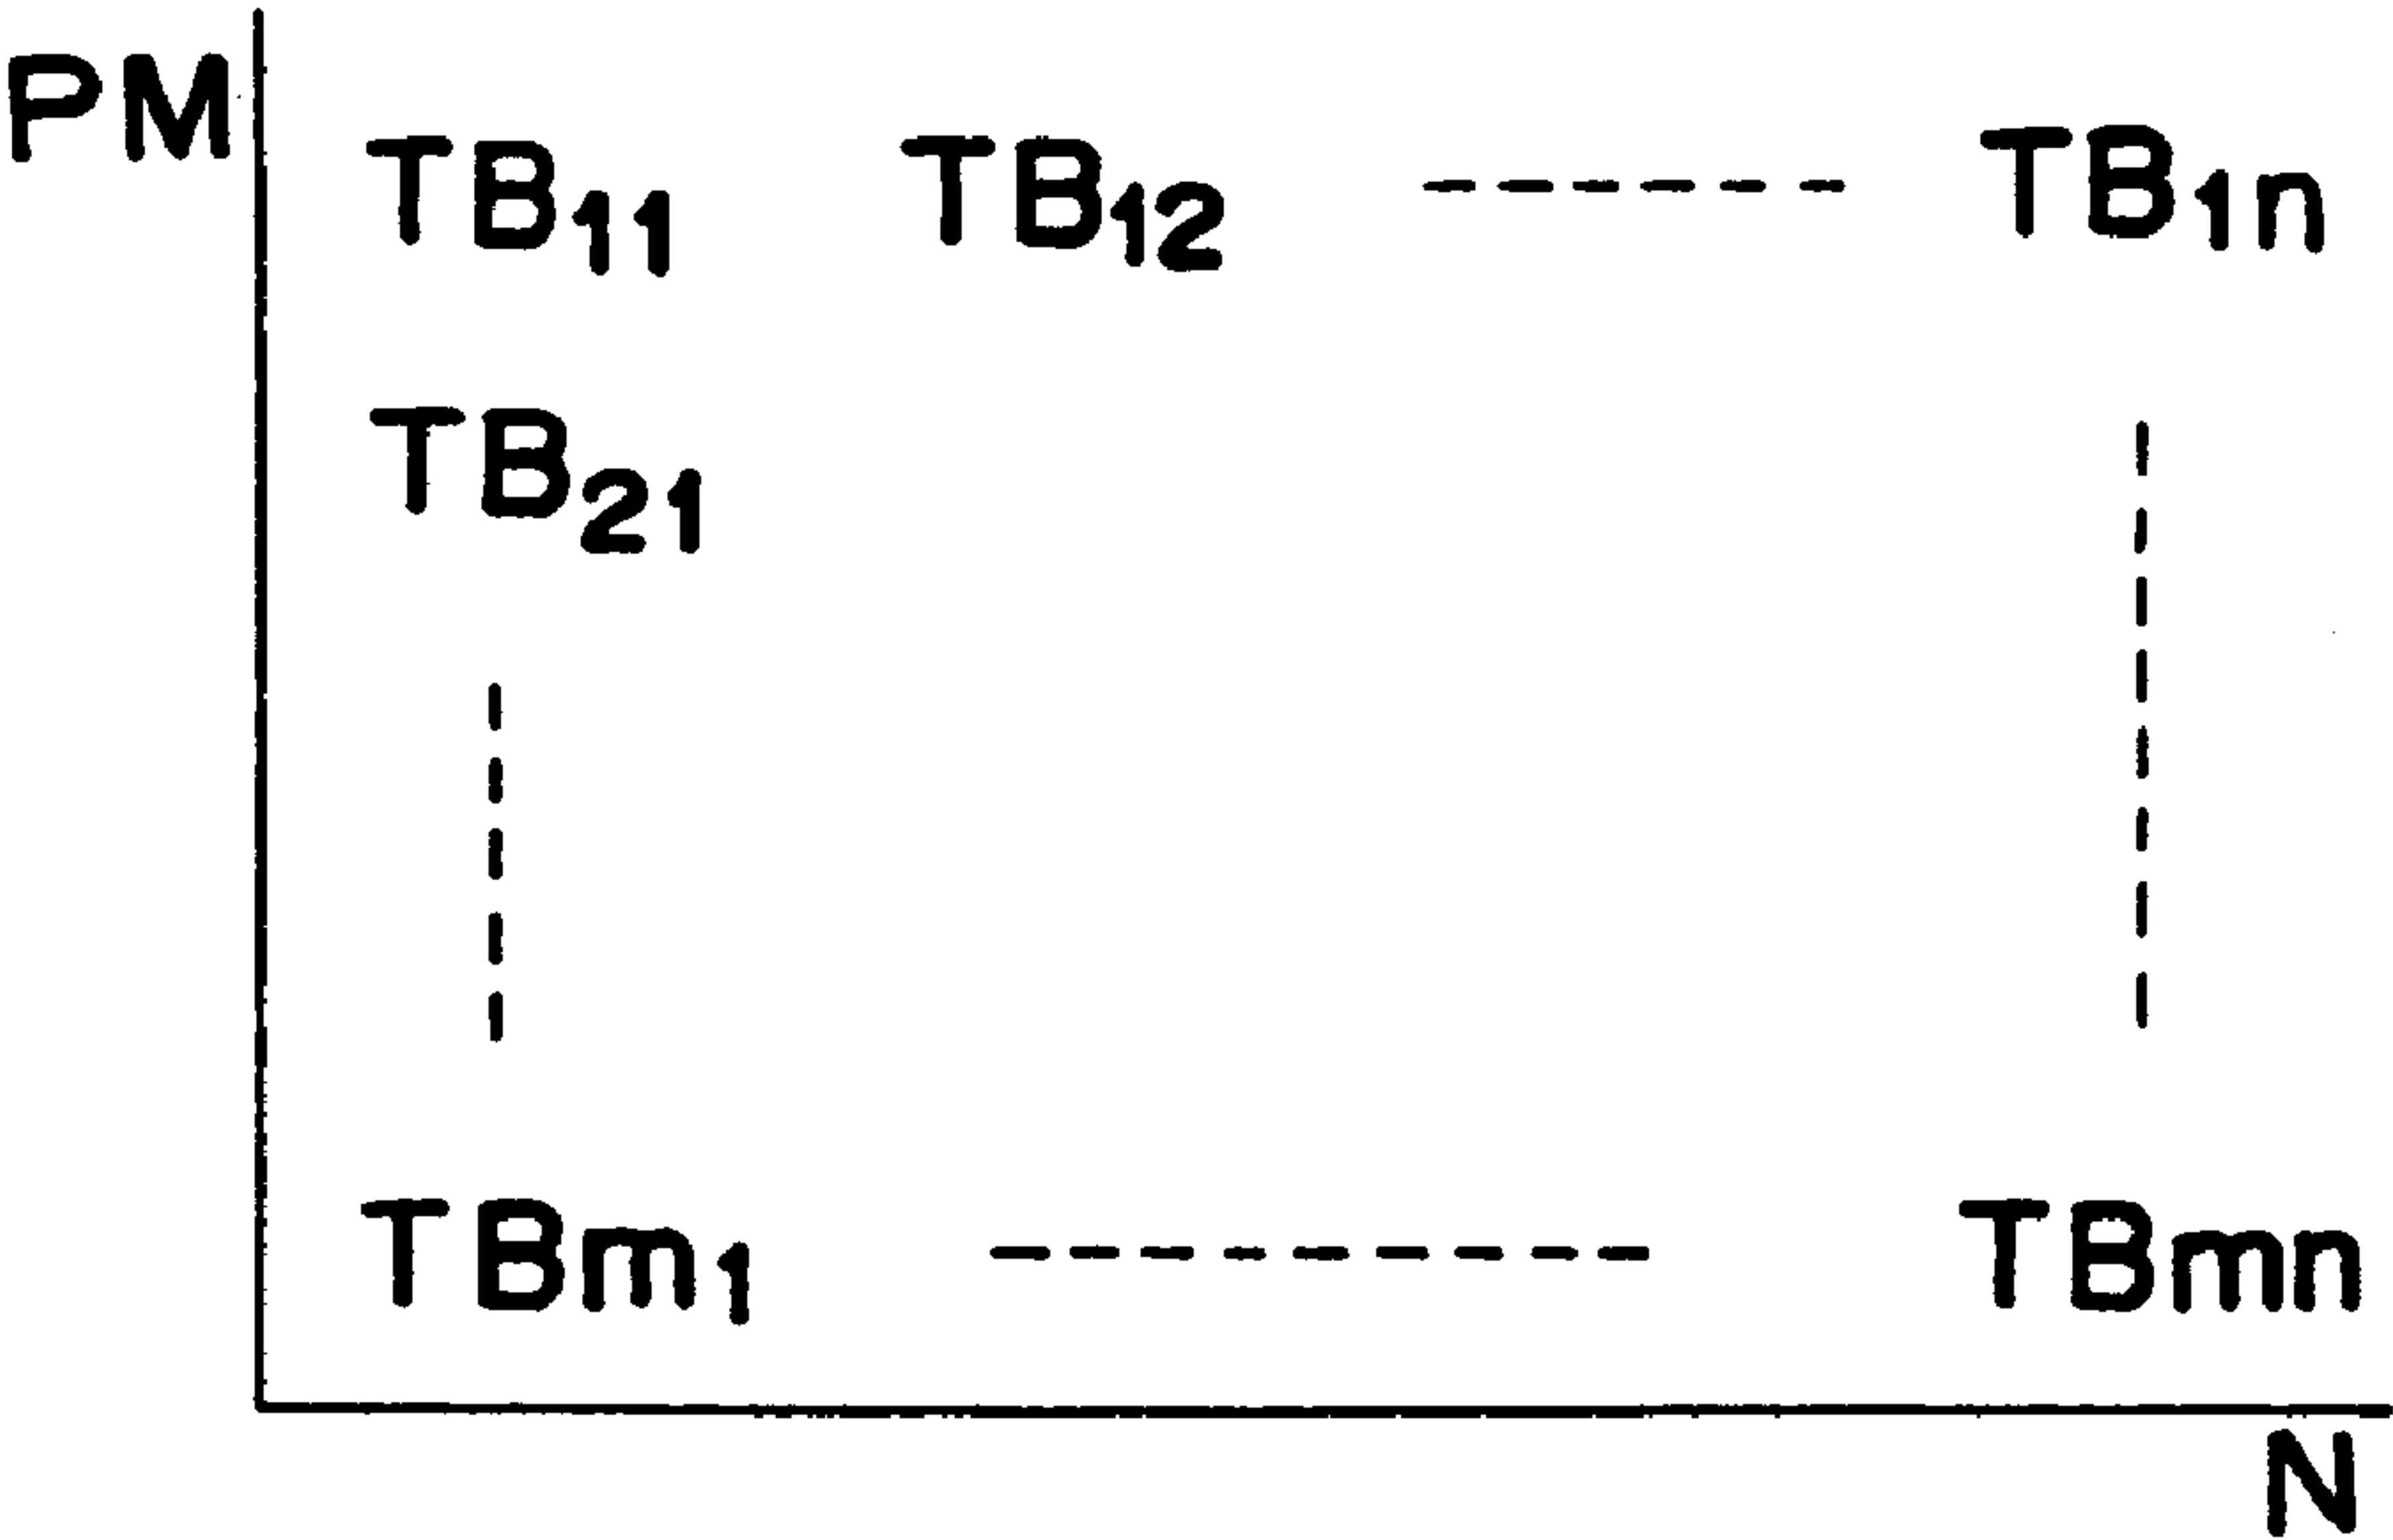 PM
TB11 TB12 ------ TB1n
TB21
TBm1 --------- TBmn
N